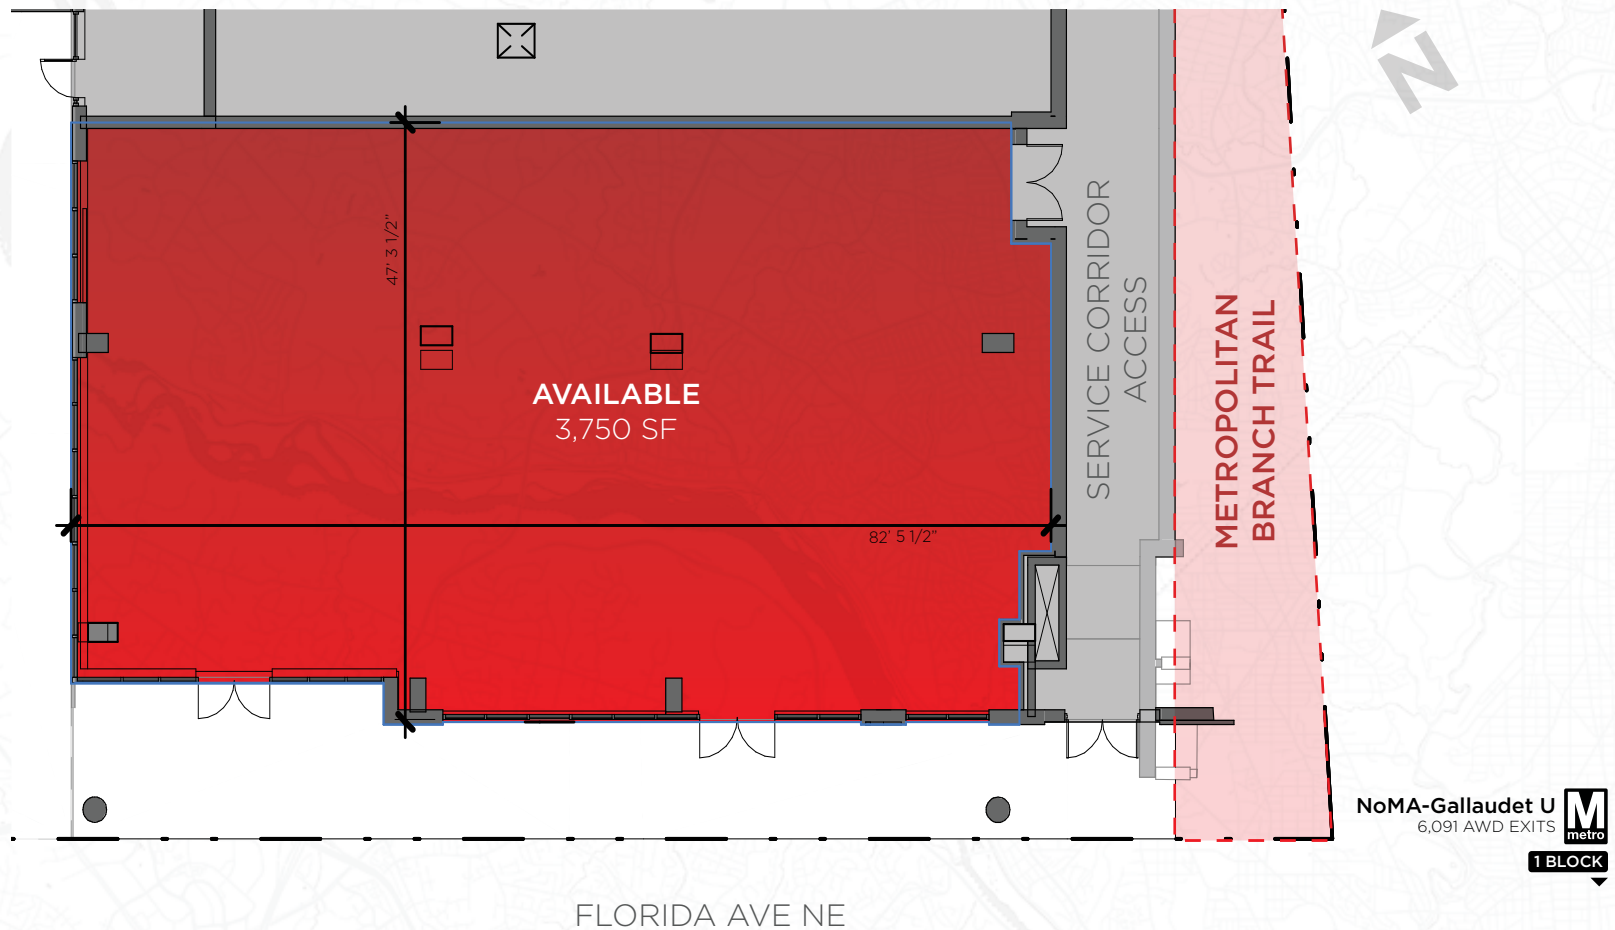 N
47' 3 1/2"
AVAILABLE
3,750 SF
82' 5 1/2"
SERVICE CORRIDOR
ACCESS
METROPOLITAN
BRANCH TRAIL
NoMA-Gallaudet U
6,091 AWD EXITS
M
metro
1 BLOCK
FLORIDA AVE NE